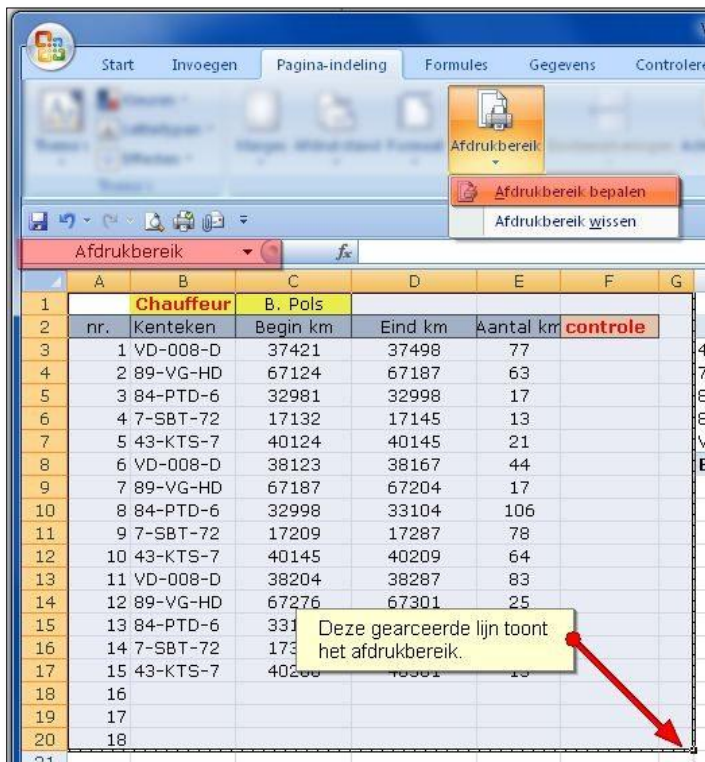 Start Invoegen Pagina-indeling Formules Gegevens Controlere
Afdrukbereik
Afdrukbereik bepalen
Afdrukbereik wissen
Afdrukbereik fx
A B C D E F G
1 Chauffeur B. Pols
2 nr. Kenteken Begin km Eind km Aantal km controle
3 1 VD-008-D 37421 37498 77
4 2 89-VG-HD 67124 67187 63
5 3 84-PTD-6 32981 32998 17
6 4 7-SBT-72 17132 17145 13
7 5 43-KTS-7 40124 40145 21
8 6 VD-008-D 38123 38167 44
9 7 89-VG-HD 67187 67204 17
10 8 84-PTD-6 32998 33104 106
11 9 7-SBT-72 17209 17287 78
12 10 43-KTS-7 40145 40209 64
13 11 VD-008-D 38204 38287 83
14 12 89-VG-HD 67276 67301 25
15 13 84-PTD-6 331
16 14 7-SBT-72 173
17 15 43-KTS-7
18 16
19 17
20 18
Deze gearceerde lijn toont
het afdrukbereik.